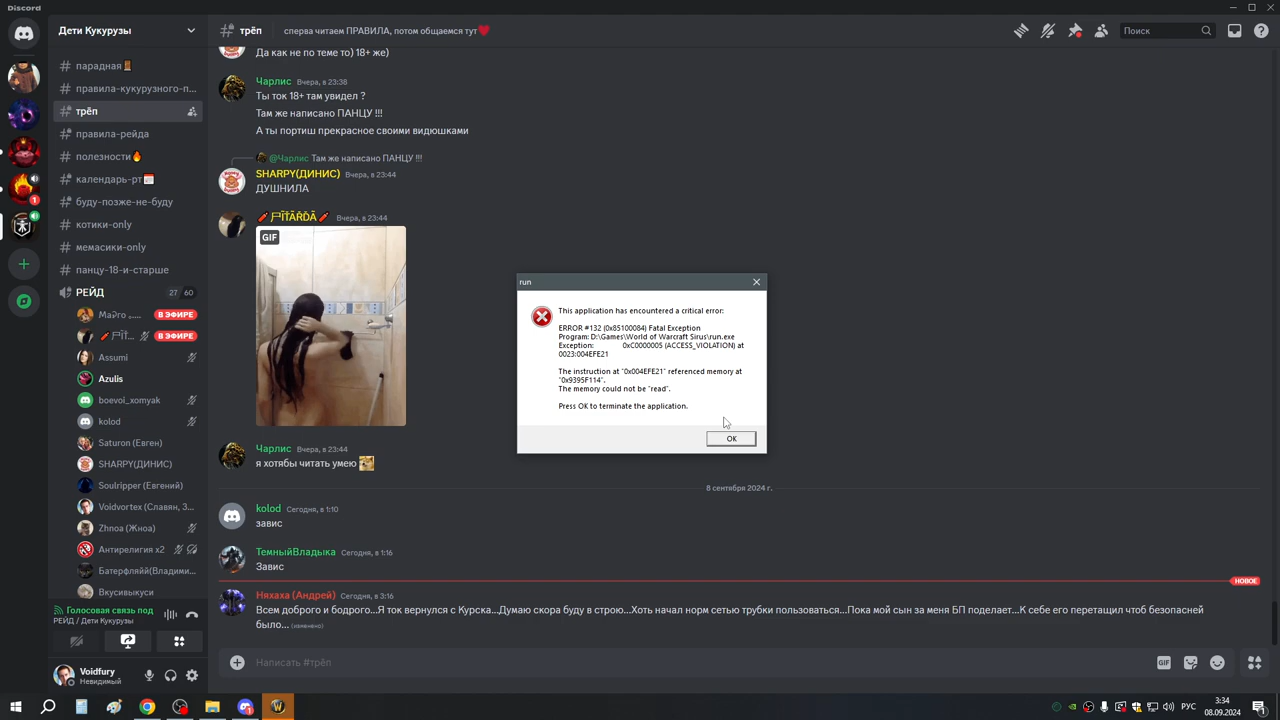 Discord
Дети Кукурузы
трёп
сперва читаем ПРАВИЛА, потом общаемся тут
Поиск
парадная
правила-кукурузного-п...
трёп
правила-рейда
полезности
календарь-рт
буду-позже-не-буду
котики-only
мемасики-only
панцу-18-и-старше
РЕЙД
27 60
В ЭФИРЕ
В ЭФИРЕ
Assumi
Azulis
boevoi_xomyak
kolod
Saturon (Евген)
SHARPY(ДИНИС)
Soulripper (Евгений)
Voidvortex (Славян, З...
Zhnoa (Жноа)
Антирелигия x2
Батерфляйй(Владими...
Вкусивыкуси
1
Голосовая связь под
РЕЙД / Дети Кукурузы
Voidfury
Невидимый
Да как не по теме то) 18+ же)
Чарлис Вчера, в 23:38
Ты ток 18+ там увидел ?
Там же написано ПАНЦУ !!!
А ты портиш прекрасное своими видюшками
@Чарлис Там же написано ПАНЦУ !!!
SHARPY(ДИНИС) Вчера, в 23:44
ДУШНИЛА
Вчера, в 23:44
GIF
Чарлис Вчера, в 23:44
я хотябы читать умею
8 сентября 2024 г.
kolod Сегодня, в 1:10
завис
ТемныйВладыка Сегодня, в 1:16
Завис
НОВОЕ
Няхаха (Андрей) Сегодня, в 3:16
Всем доброго и бодрого...Я ток вернулся с Курска...Думаю скора буду в строю...Хоть начал норм сетью трубки пользоваться...Пока мой сын за меня БП поделает...К себе его перетащил чтоб безопасней
было... (изменено)
Написать #трёп
GIF
run
This application has encountered a critical error:
ERROR #132 (0x85100084) Fatal Exception
Program: D:\Games\World of Warcraft Sirus\run.exe
Exception: 0xC0000005 (ACCESS_VIOLATION) at
0023:004EFE21
The instruction at "0x004EFE21" referenced memory at
"0x9395F114".
The memory could not be "read".
Press OK to terminate the application.
OK
РУС
3:34
08.09.2024